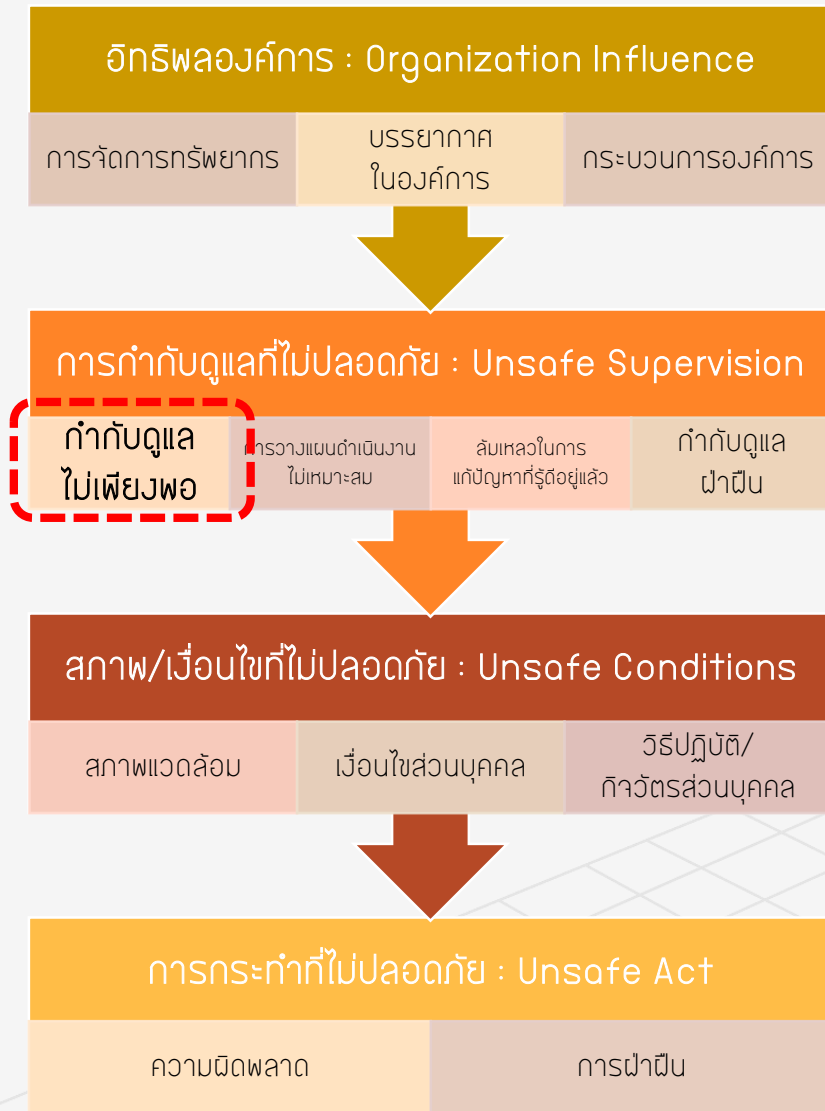 อิทธิพลองค์การ : Organization Influence
การจัดการทรัพยากร
บรรยากาศ
ในองค์การ
กระบวนการองค์การ
การกำกับดูแลที่ไม่ปลอดภัย : Unsafe Supervision
กำกับดูแล
ไม่เพียงพอ
การวางแผนดำเนินงาน
ไม่เหมาะสม
ล้มเหลวในการ
แก้ปัญหาที่รู้ดีอยู่แล้ว
กำกับดูแล
ฝ่าฝืน
สภาพ/เงื่อนไขที่ไม่ปลอดภัย : Unsafe Conditions
สภาพแวดล้อม
เงื่อนไขส่วนบุคคล
วิธีปฏิบัติ/
กิจวัตรส่วนบุคคล
การกระทำที่ไม่ปลอดภัย : Unsafe Act
ความผิดพลาด
การฝ่าฝืน